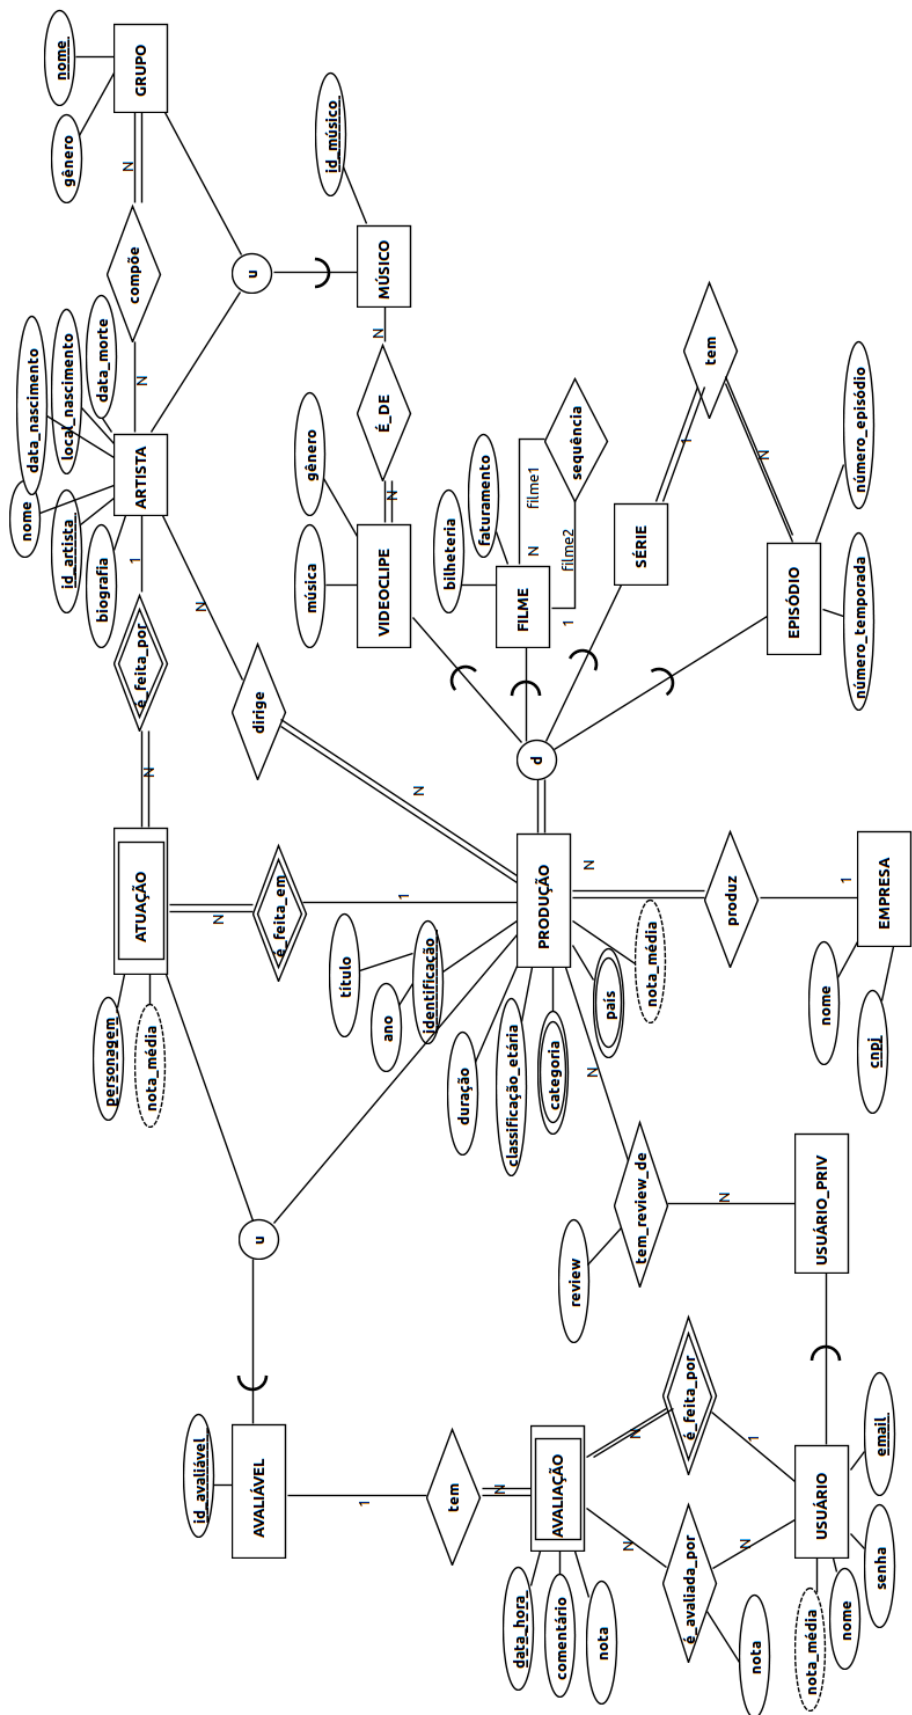 nome
GRUPO
gênero
N
compõe
N
data_nascimento
local_nascimento
data_morte
nome
id_artista
biografia
ARTISTA
u
id_músico
MÚSICO
N
É_DE
N
gênero
música
VIDEOCLIPE
1
é_feita_por
N
N
dirige
N
bilheteria
faturamento
FILME
N
filme1
sequência
filme2
1
SÉRIE
1
tem
N
EPISÓDIO
número_episódio
número_temporada
d
ATUAÇÃO
personagem
nota_média
N
é_feita_em
1
título
ano
identificação
duração
classificação_etária
categoria
país
nota_média
PRODUÇÃO
N
produz
1
EMPRESA
nome
cnpj
N
tem_review_de
review
N
USUÁRIO_PRIV
u
id_avaliável
AVALIÁVEL
1
tem
N
AVALIAÇÃO
data_hora
comentário
nota
N
é_feita_por
1
N
é_avaliada_por
N
nota
USUÁRIO
email
senha
nome
nota_média